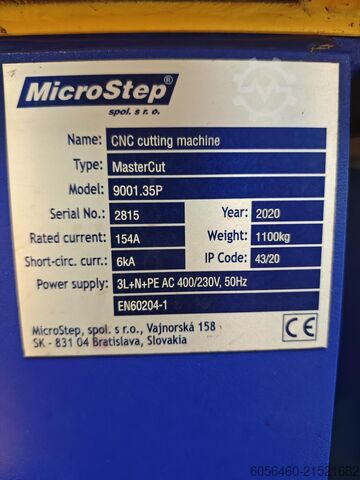 MicroStep®
spol. s r.o.
Name: CNC cutting machine
Type: MasterCut
Model: 9001.35P
Serial No.: 2815 Year: 2020
Rated current: 154A Weight: 1100kg
Short-circ. curr.: 6kA IP Code: 43/20
Power supply: 3L+N+PE AC 400/230V, 50Hz
EN60204-1
MicroStep, spol. s r.o., Vajnorská 158
SK - 831 04 Bratislava, Slovakia
CE
6056460-21521682